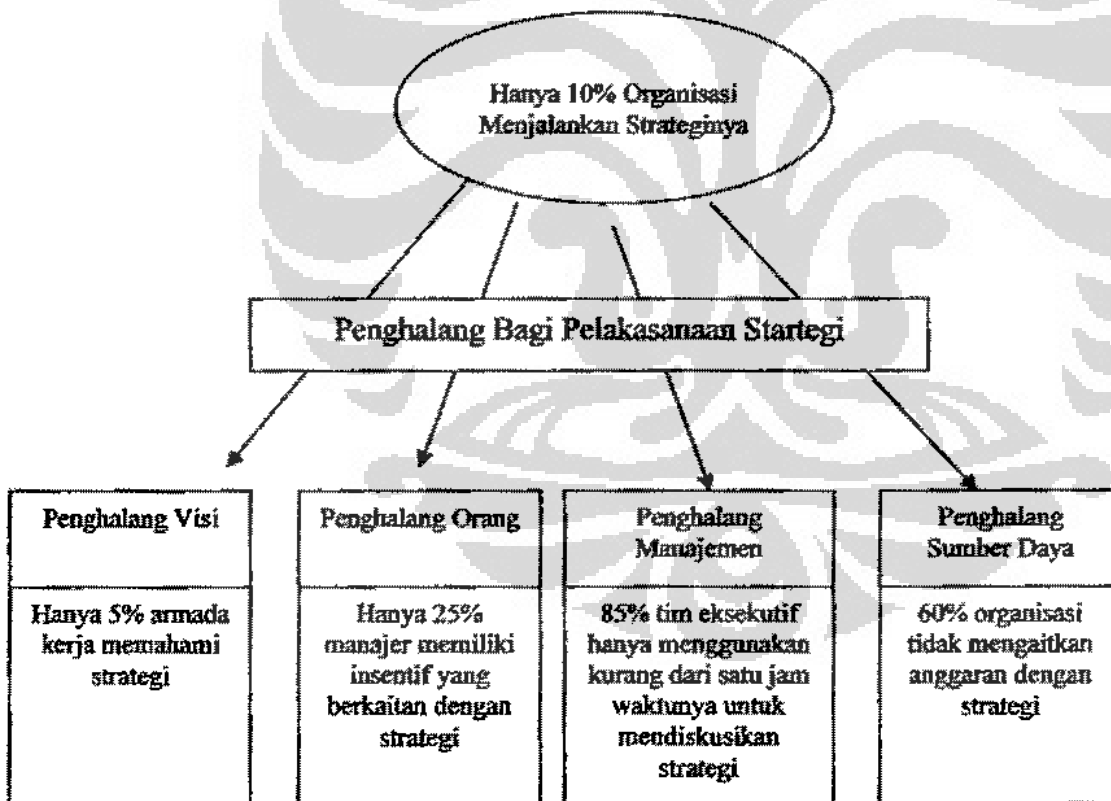 Hanya 10% Organisasi
Menjalankan Strateginya
Penghalang Bagi Pelakasanaan Startegi
Penghalang Visi
Hanya 5% armada
kerja memahami
strategi
Penghalang Orang
Hanya 25%
manajer memiliki
insentif yang
berkaitan dengan
strategi
Penghalang
Manajemen
85% tim eksekutif
hanya menggunakan
kurang dari satu jam
waktunya untuk
mendiskusikan
strategi
Penghalang
Sumber Daya
60% organisasi
tidak mengaitkan
anggaran dengan
strategi